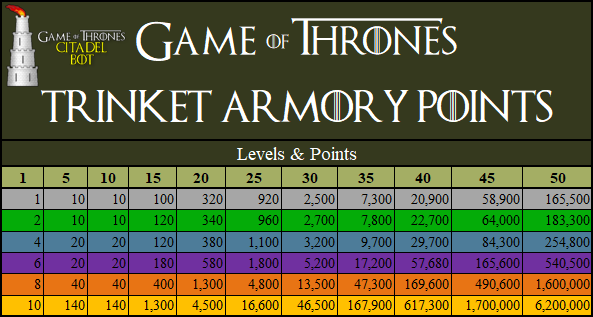 GAME OF THRONES
CITADEL
BOT
GAME OF THRONES
TRINKET ARMORY POINTS
Levels & Points
1 5 10 15 20 25 30 35 40 45 50
1 10 10 100 320 920 2,500 7,300 20,900 58,900 165,500
2 10 10 120 340 960 2,700 7,800 22,700 64,000 183,300
4 20 20 120 380 1,100 3,200 9,700 29,700 84,300 254,800
6 20 20 180 580 1,800 5,200 17,200 57,680 165,600 540,500
8 40 40 400 1,300 4,800 13,500 47,300 169,600 490,600 1,600,000
10 140 140 1,300 4,500 16,600 46,500 167,900 617,300 1,700,000 6,200,000